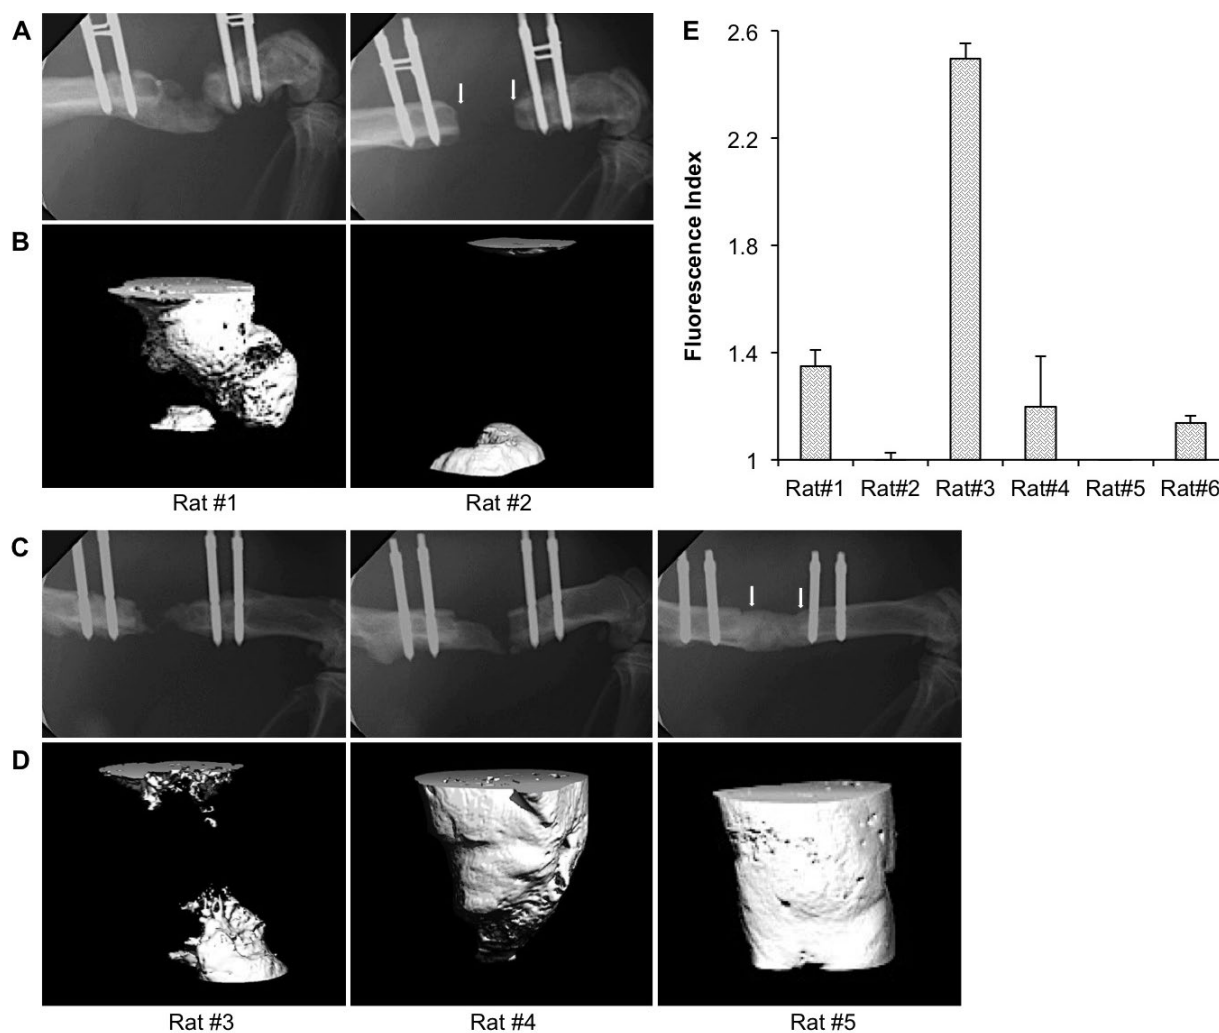 A
B
Rat #1 Rat #2
E
Fluorescence Index
2.6
2.2
1.8
1.4
1
Rat#1 Rat#2 Rat#3 Rat#4 Rat#5 Rat#6
C
D
Rat #3 Rat #4 Rat #5